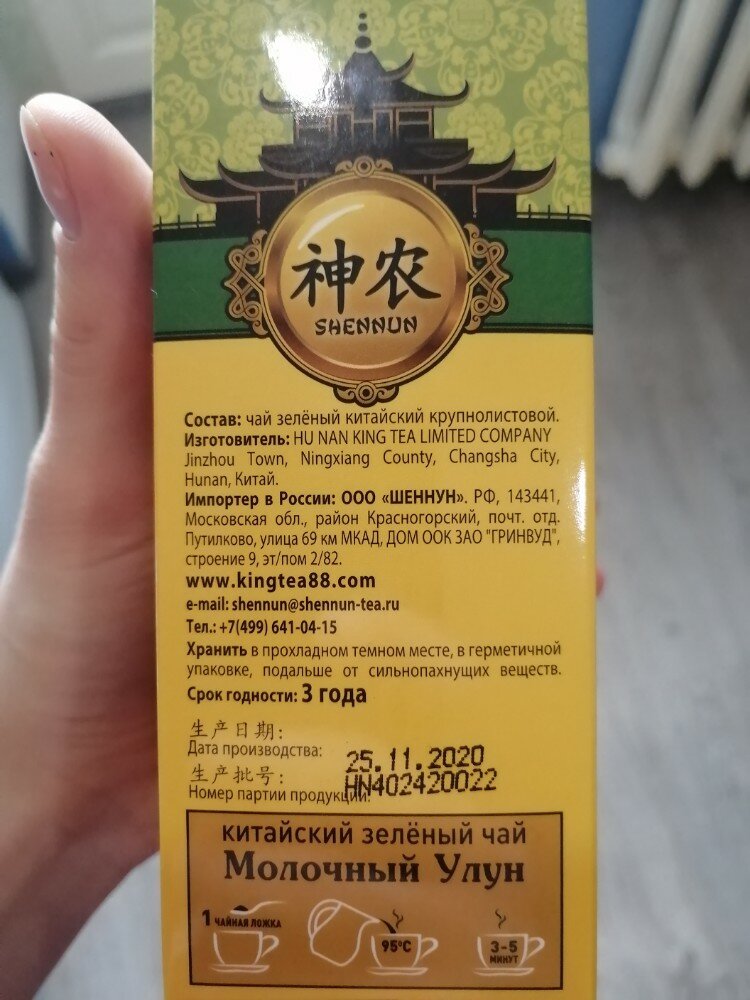 神农
SHENNUN
Состав: чай зелёный китайский крупнолистовой.
Изготовитель: HU NAN KING TEA LIMITED COMPANY
Jinzhou Town, Ningxiang County, Changsha City,
Hunan, Китай.
Импортер в России: ООО «ШЕННУН». РФ, 143441,
Московская обл., район Красногорский, почт. отд.
Путилково, улица 69 км МКАД, ДОМ ООК ЗАО "ГРИНВУД",
строение 9, эт/пом 2/82.
www.kingtea88.com
e-mail: shennun@shennun-tea.ru
Тел.: +7(499) 641-04-15
Хранить в прохладном темном месте, в герметичной
упаковке, подальше от сильнопахнущих веществ.
Срок годности: 3 года
生产日期:
Дата производства: 25.11.2020
生产批号: HN402420022
Номер партии продукции:
китайский зелёный чай
Молочный Улун
1 ЧАЙНАЯ ЛОЖКА
95°C
3-5
МИНУТ